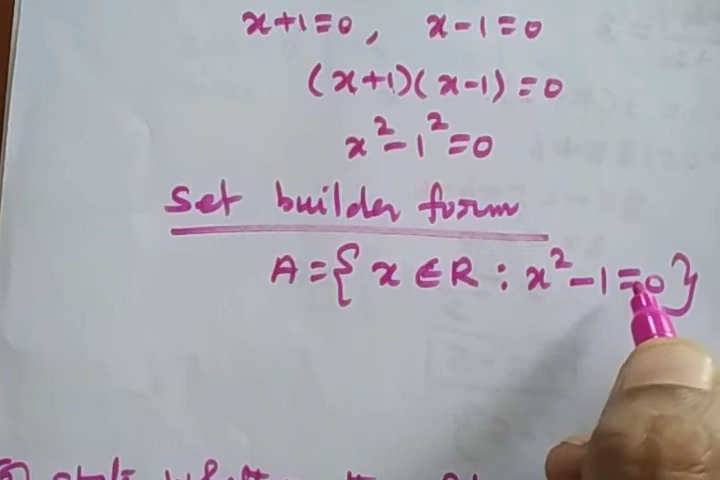 x+1=0, x-1=0
(x+1)(x-1)=0
x²-1²=0
Set builder form
A={x∈R : x²-1=0}